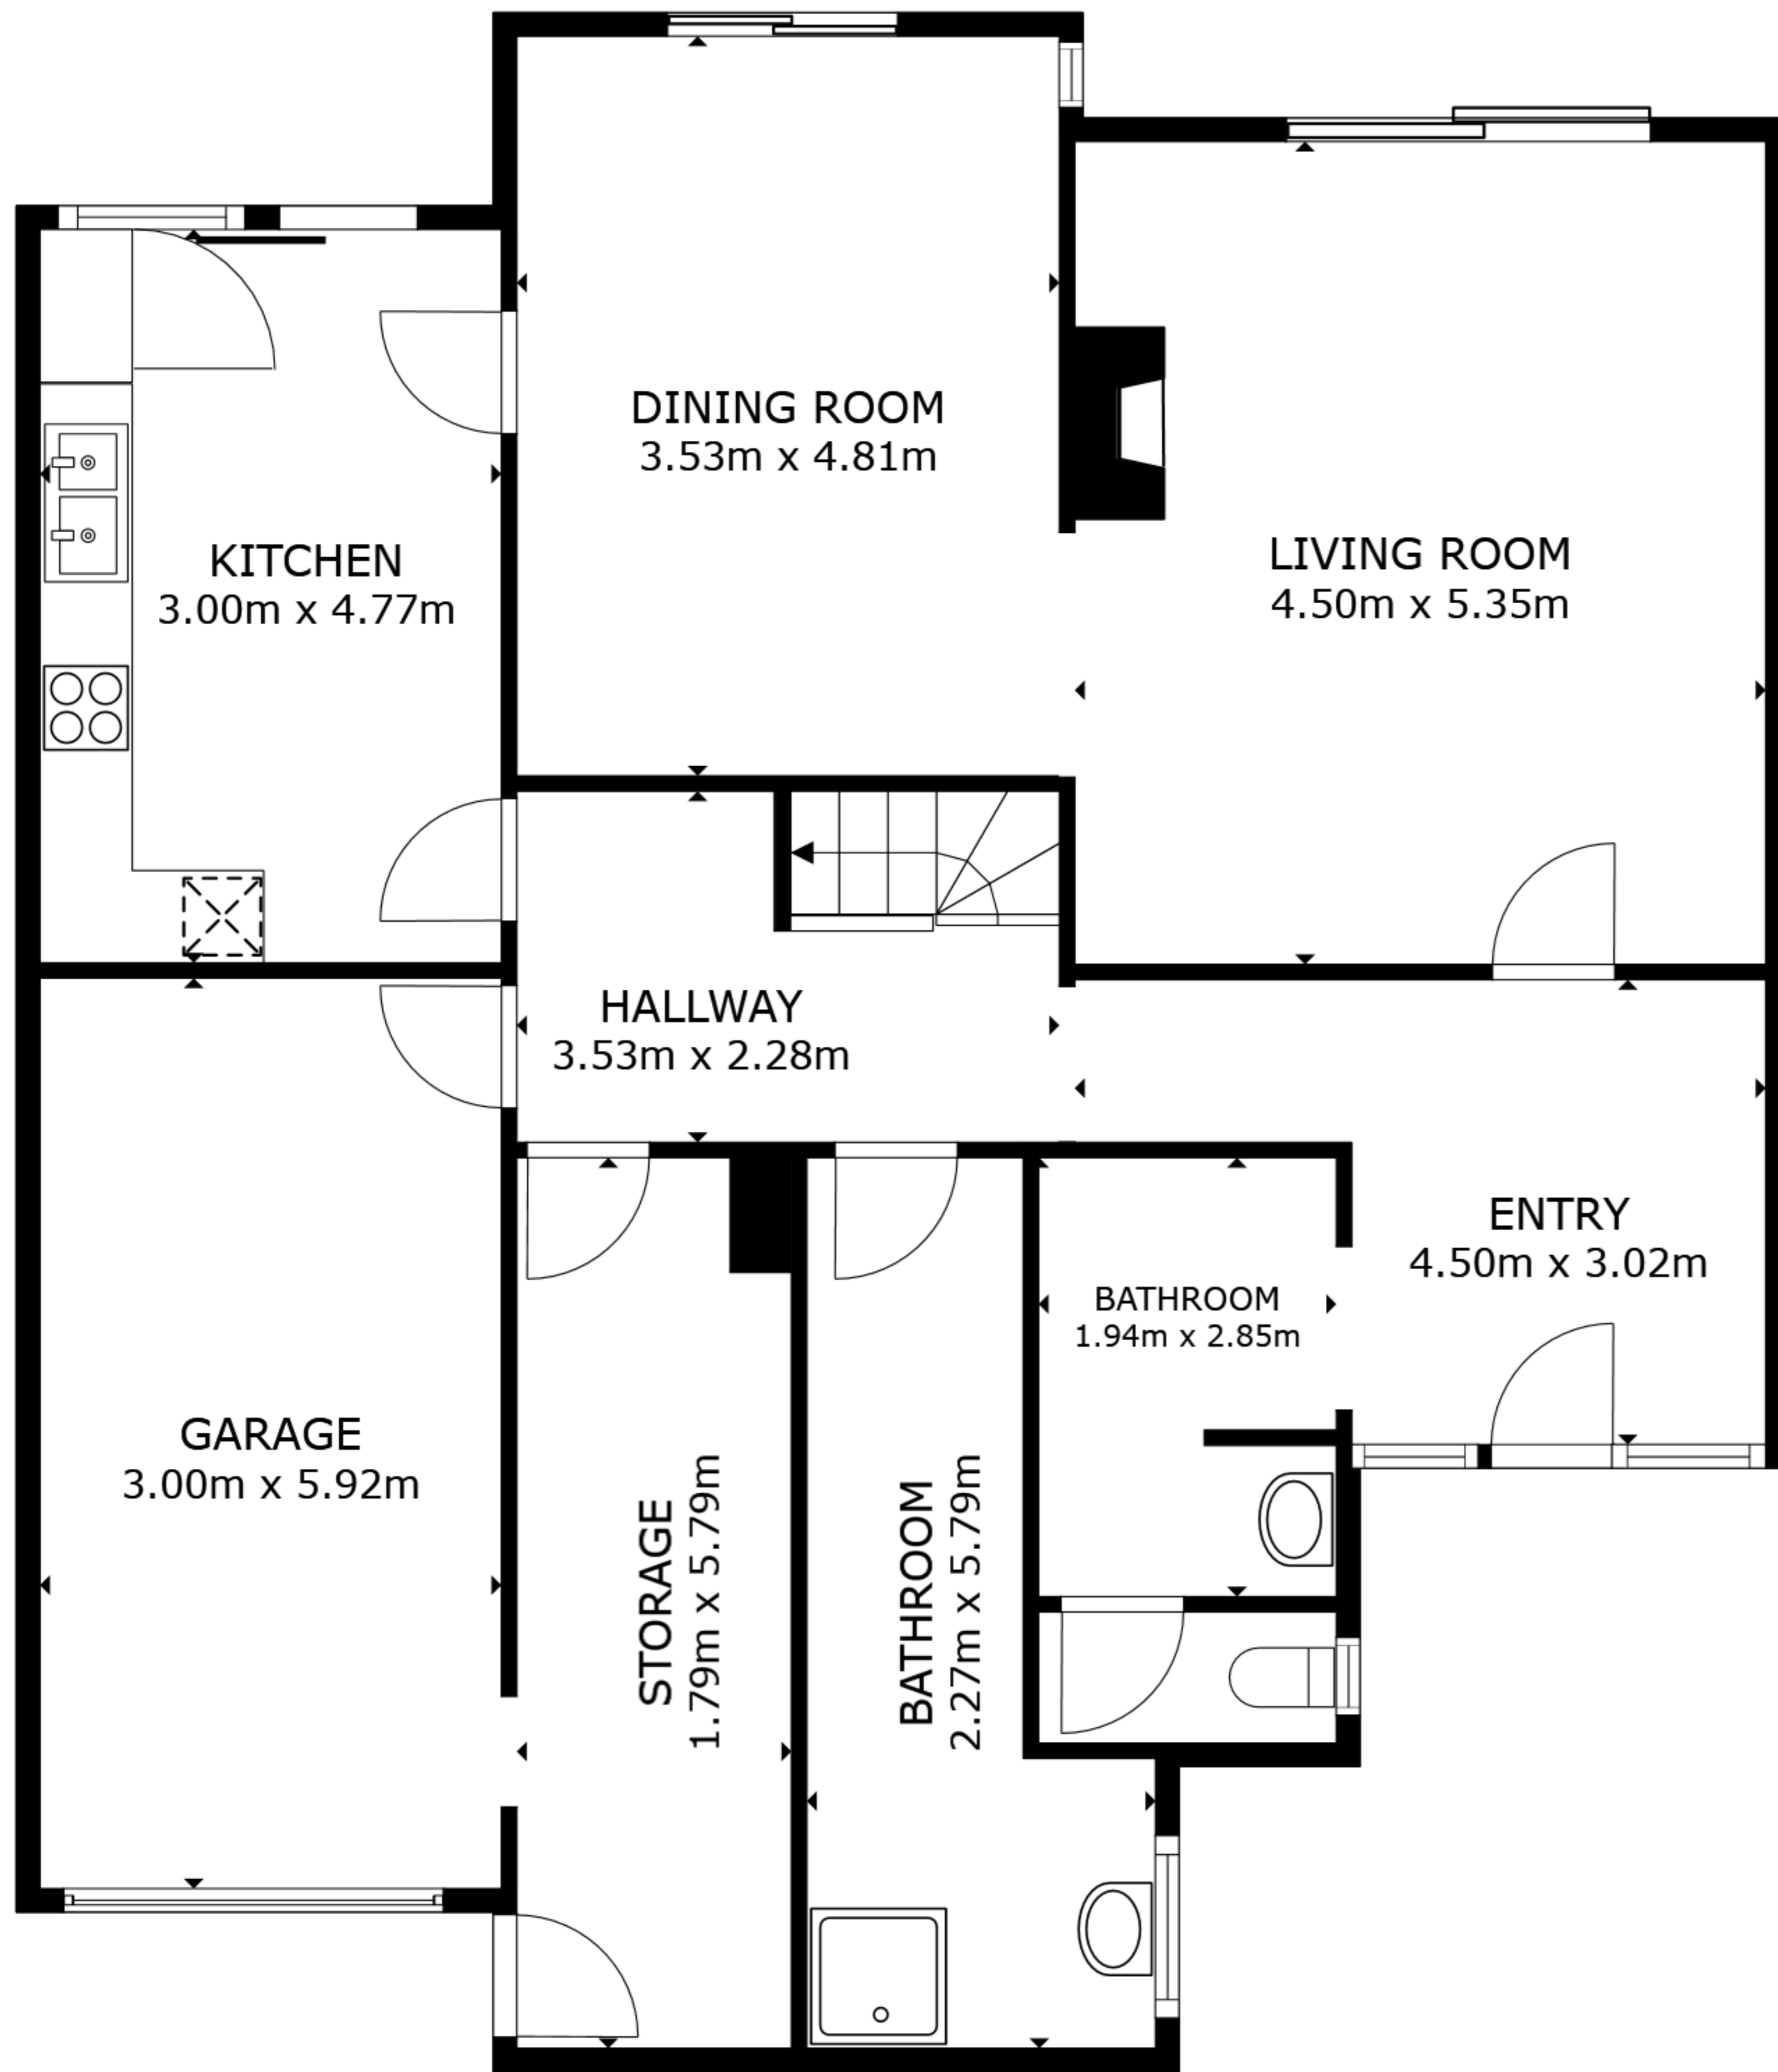 DINING ROOM
3.53m x 4.81m
LIVING ROOM
4.50m x 5.35m
KITCHEN
3.00m x 4.77m
HALLWAY
3.53m x 2.28m
ENTRY
4.50m x 3.02m
BATHROOM
1.94m x 2.85m
GARAGE
3.00m x 5.92m
STORAGE
1.79m x 5.79m
BATHROOM
2.27m x 5.79m